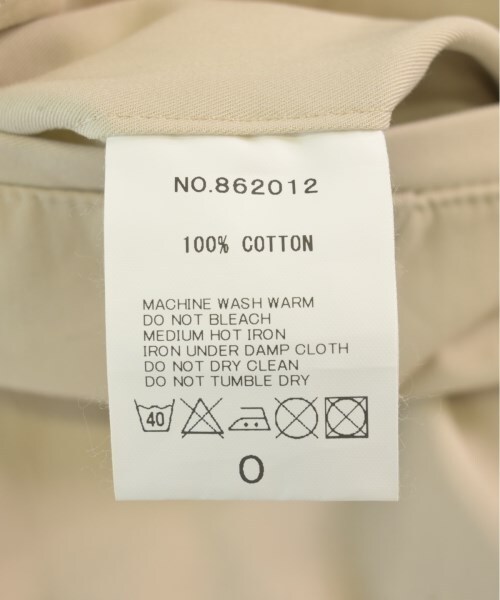 NO.862012
100% COTTON
MACHINE WASH WARM
DO NOT BLEACH
MEDIUM HOT IRON
IRON UNDER DAMP CLOTH
DO NOT DRY CLEAN
DO NOT TUMBLE DRY
40
0